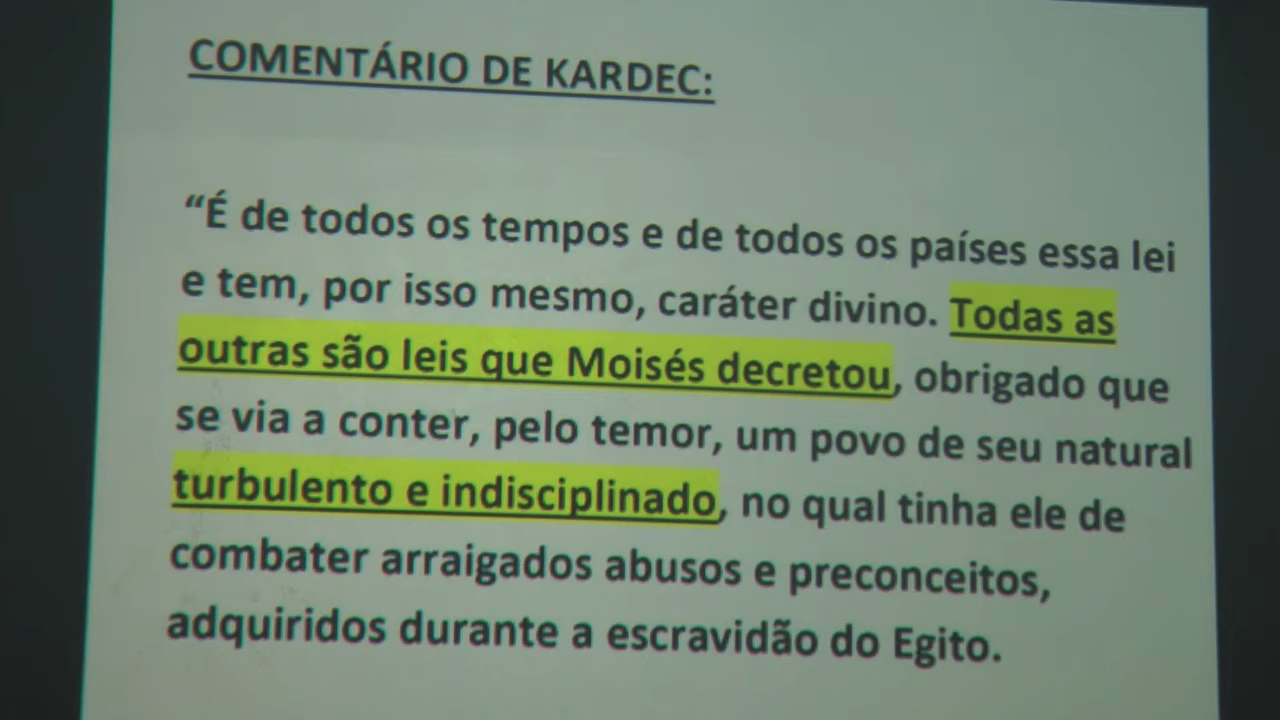 COMENTÁRIO DE KARDEC:
“É de todos os tempos e de todos os países essa lei
e tem, por isso mesmo, caráter divino. Todas as
outras são leis que Moisés decretou, obrigado que
se via a conter, pelo temor, um povo de seu natural
turbulento e indisciplinado, no qual tinha ele de
combater arraigados abusos e preconceitos,
adquiridos durante a escravidão do Egito.